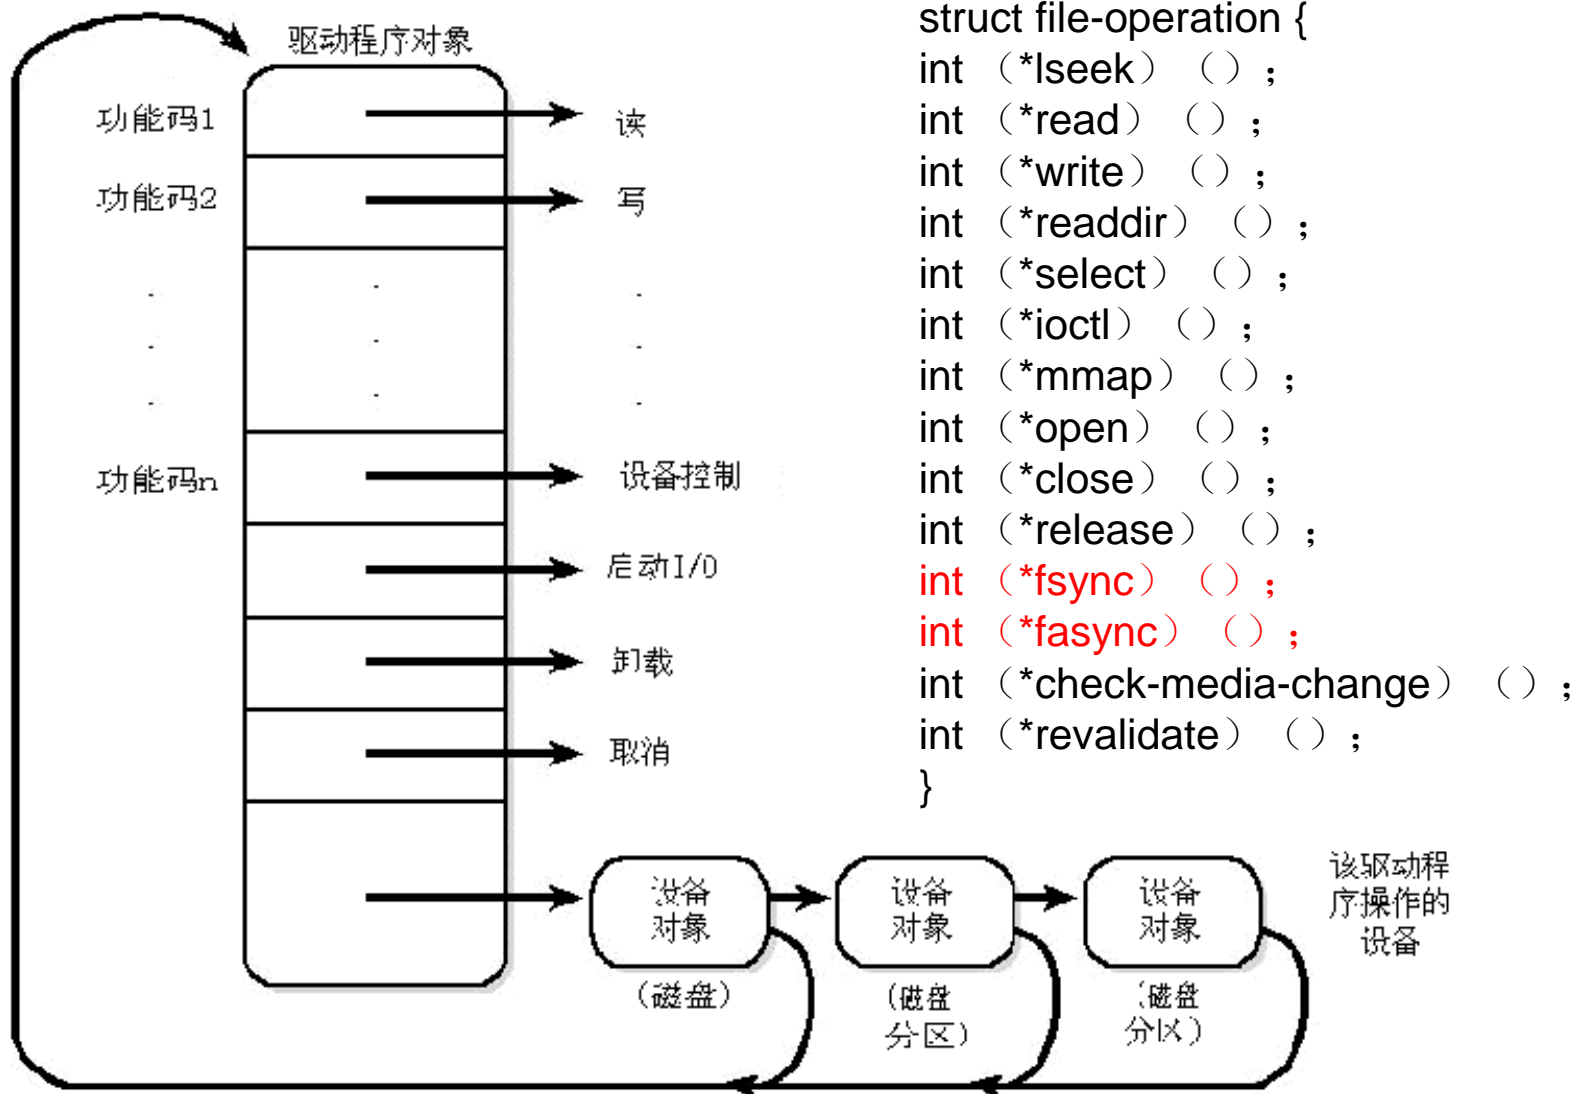 驱动程序对象
功能码1
读
功能码2
写
功能码n
设备控制
启动I/O
卸载
取消
设备
对象
(磁盘)
设备
对象
(磁盘
分区)
设备
对象
(磁盘
分区)
该驱动程
序操作的
设备
struct file-operation {
int （*lseek） （）;
int （*read） （）;
int （*write） （）;
int （*readdir） （）;
int （*select） （）;
int （*ioctl） （）;
int （*mmap） （）;
int （*open） （）;
int （*close） （）;
int （*release） （）;
int （*fsync） （）;
int （*fasync） （）;
int （*check-media-change） （）;
int （*revalidate） （）;
}